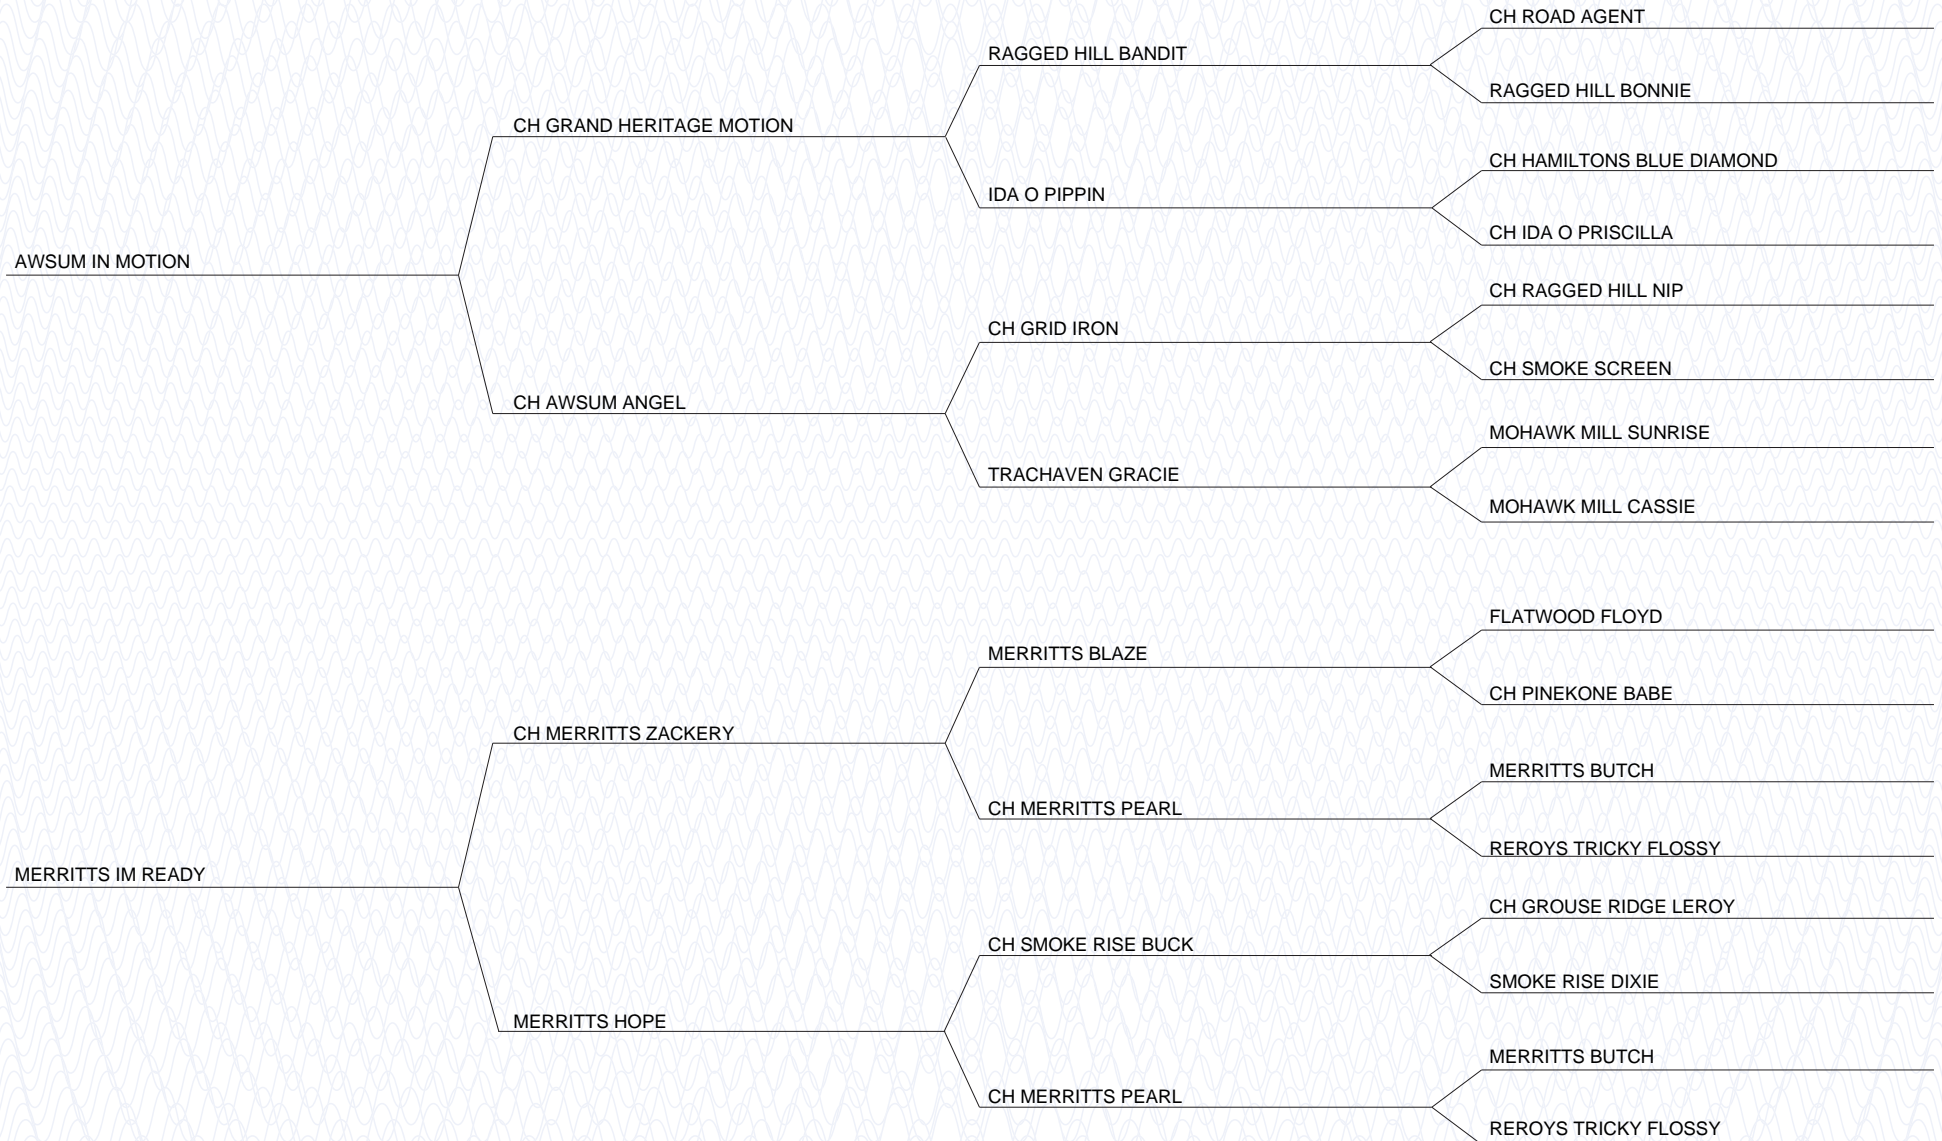 CH ROAD AGENT
RAGGED HILL BANDIT
RAGGED HILL BONNIE
CH GRAND HERITAGE MOTION
CH HAMILTONS BLUE DIAMOND
IDA O PIPPIN
CH IDA O PRISCILLA
AWSUM IN MOTION
CH RAGGED HILL NIP
CH GRID IRON
CH SMOKE SCREEN
CH AWSUM ANGEL
MOHAWK MILL SUNRISE
TRACHAVEN GRACIE
MOHAWK MILL CASSIE
FLATWOOD FLOYD
MERRITTS BLAZE
CH PINEKONE BABE
CH MERRITTS ZACKERY
MERRITTS BUTCH
CH MERRITTS PEARL
REROYS TRICKY FLOSSY
MERRITTS IM READY
CH GROUSE RIDGE LEROY
CH SMOKE RISE BUCK
SMOKE RISE DIXIE
MERRITTS HOPE
MERRITTS BUTCH
CH MERRITTS PEARL
REROYS TRICKY FLOSSY